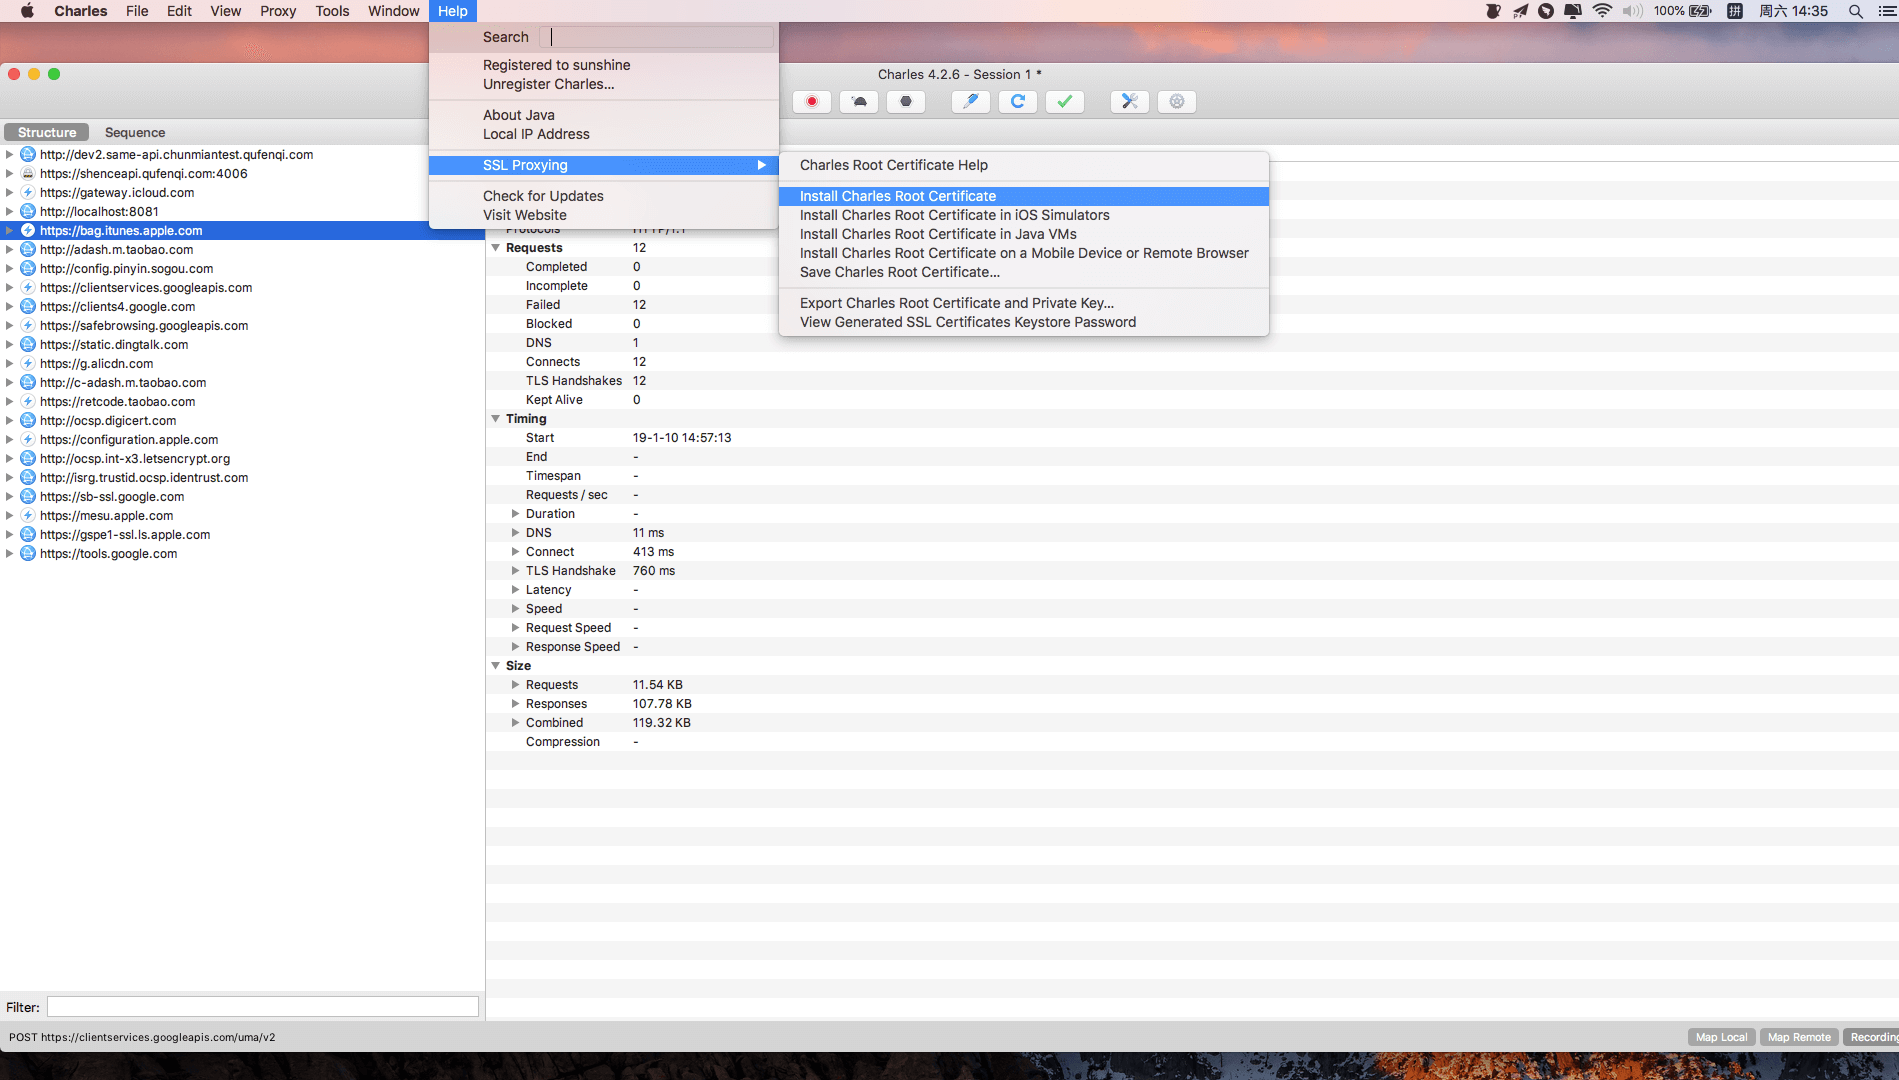 Charles File Edit View Proxy Tools Window Help 100% 拼 周六 14:35
Search
Registered to sunshine
Unregister Charles...
About Java
Local IP Address
SSL Proxying
Check for Updates
Visit Website
Charles Root Certificate Help
Install Charles Root Certificate
Install Charles Root Certificate in iOS Simulators
Install Charles Root Certificate in Java VMs
Install Charles Root Certificate on a Mobile Device or Remote Browser
Save Charles Root Certificate...
Export Charles Root Certificate and Private Key...
View Generated SSL Certificates Keystore Password
Charles 4.2.6 - Session 1 *
Structure Sequence
http://dev2.same-api.chunmiantest.qufenqi.com
https://shenceapi.qufenqi.com:4006
https://gateway.icloud.com
http://localhost:8081
https://bag.itunes.apple.com
http://adash.m.taobao.com
http://config.pinyin.sogou.com
https://clientservices.googleapis.com
https://clients4.google.com
https://safebrowsing.googleapis.com
https://static.dingtalk.com
https://g.alicdn.com
http://c-adash.m.taobao.com
https://retcode.taobao.com
http://ocsp.digicert.com
https://configuration.apple.com
http://ocsp.int-x3.letsencrypt.org
http://isrg.trustid.ocsp.identrust.com
https://sb-ssl.google.com
https://mesu.apple.com
https://gspe1-ssl.ls.apple.com
https://tools.google.com
Protocols HTTP/1.1
Requests 12
Completed 0
Incomplete 0
Failed 12
Blocked 0
DNS 1
Connects 12
TLS Handshakes 12
Kept Alive 0
Timing
Start 19-1-10 14:57:13
End -
Timespan -
Requests / sec -
Duration -
DNS 11 ms
Connect 413 ms
TLS Handshake 760 ms
Latency -
Speed -
Request Speed -
Response Speed -
Size
Requests 11.54 KB
Responses 107.78 KB
Combined 119.32 KB
Compression -
Filter:
POST https://clientservices.googleapis.com/uma/v2
Map Local Map Remote Recording